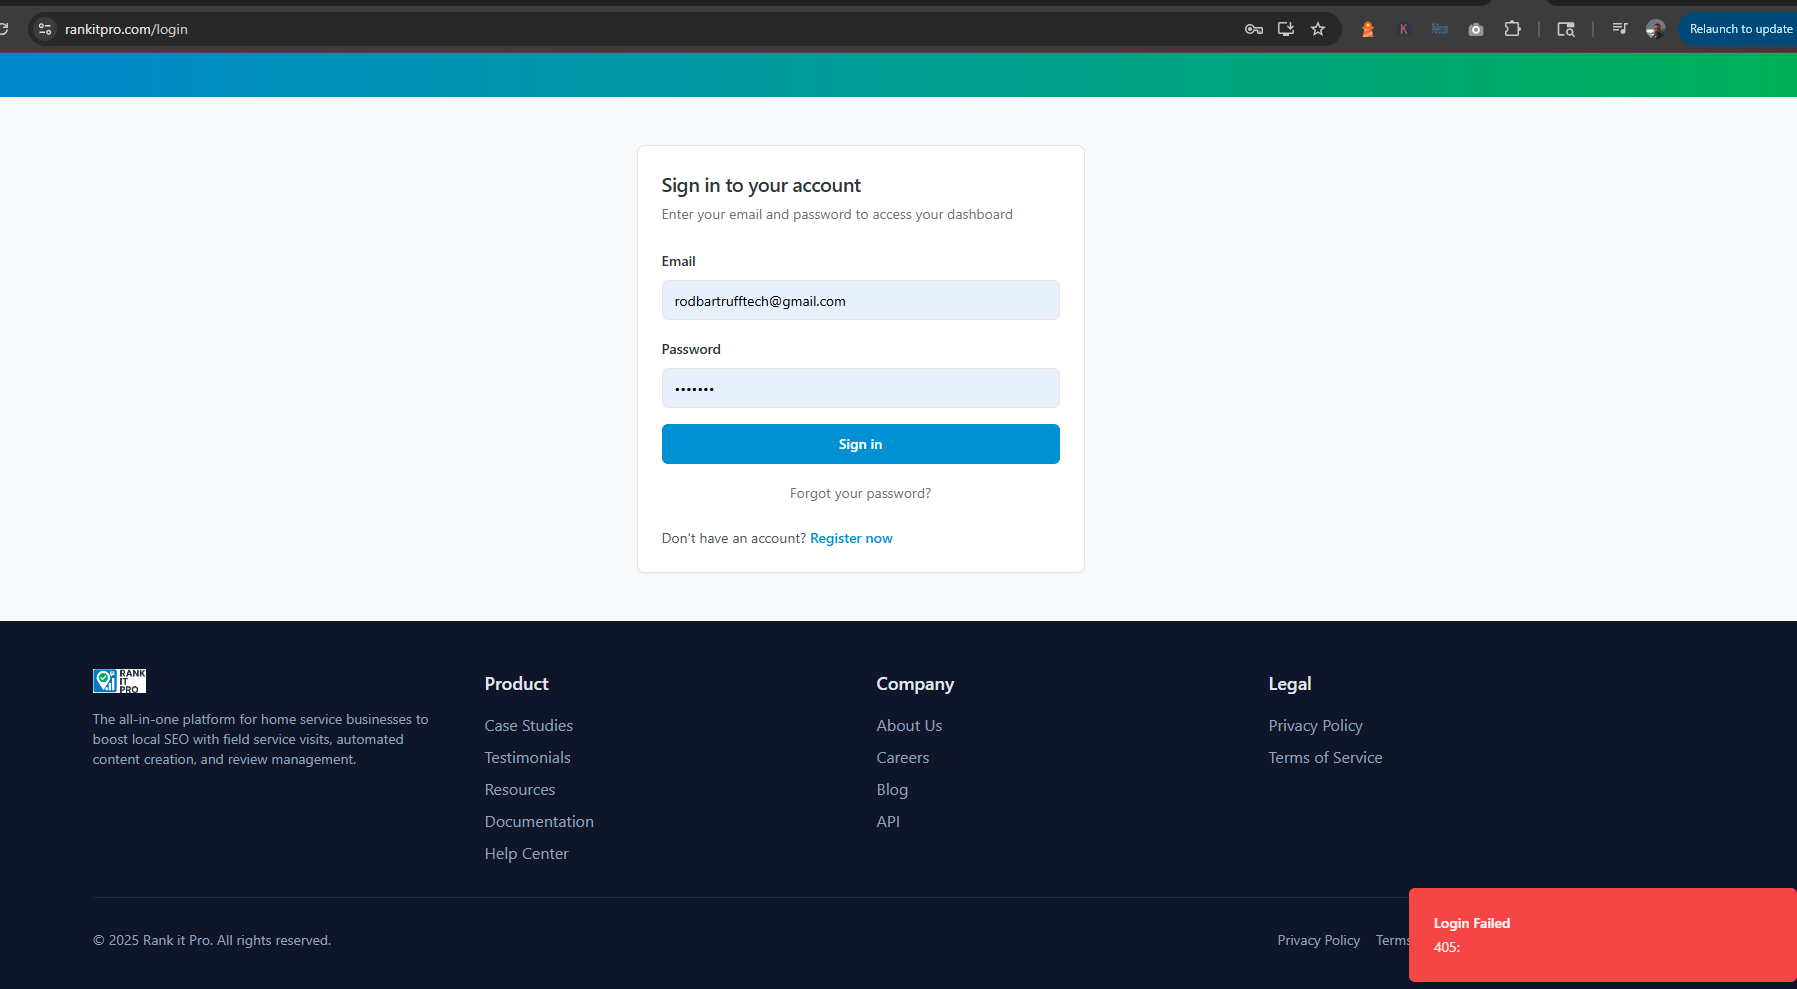 rankitpro.com/login
K
Relaunch to update
Sign in to your account
Enter your email and password to access your dashboard
Email
rodbartrufftech@gmail.com
Password
•••••••
Sign in
Forgot your password?
Don't have an account? Register now
RANK
IT
PRO
The all-in-one platform for home service businesses to
boost local SEO with field service visits, automated
content creation, and review management.
Product
Case Studies
Testimonials
Resources
Documentation
Help Center
Company
About Us
Careers
Blog
API
Legal
Privacy Policy
Terms of Service
© 2025 Rank it Pro. All rights reserved.
Privacy Policy
Terms
Login Failed
405: